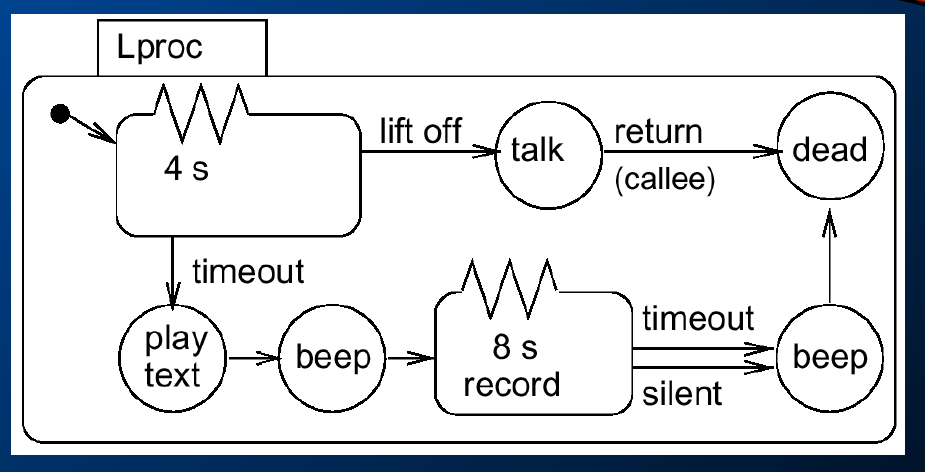 Lproc
4 s
lift off
talk
return
(callee)
dead
timeout
play
text
beep
8 s
record
timeout
silent
beep